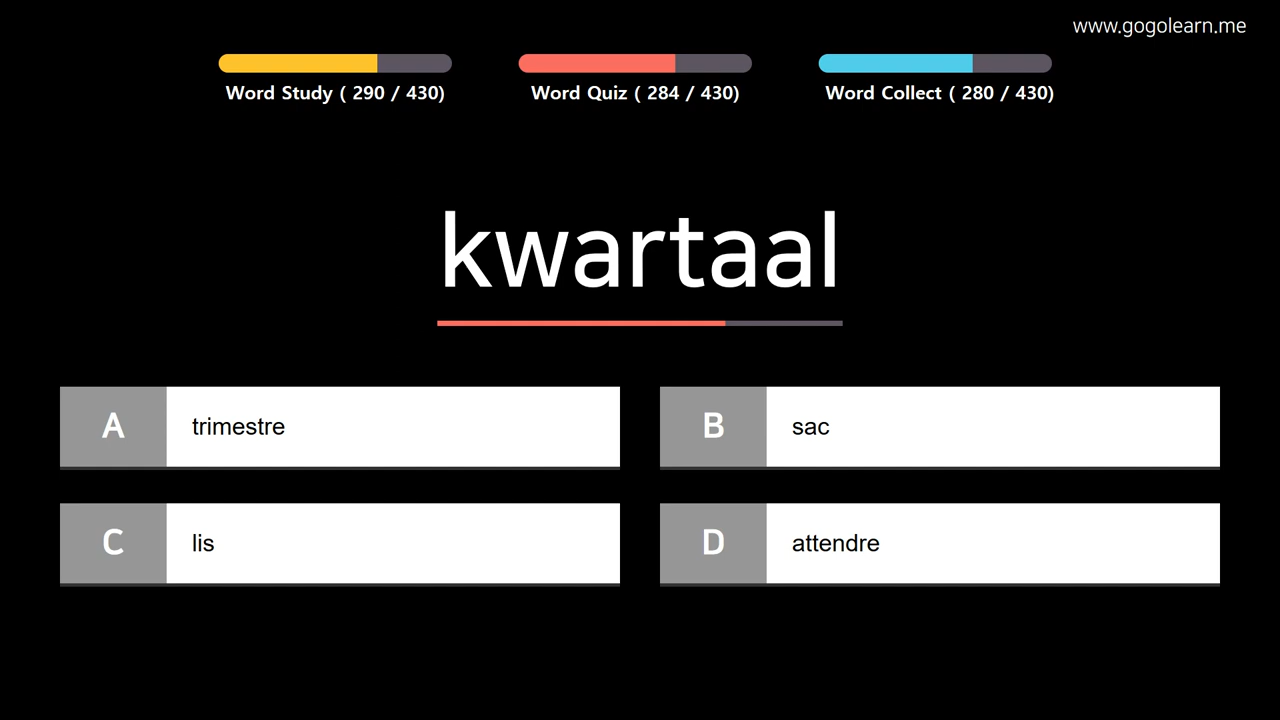 www.gogolearn.me
Word Study ( 290 / 430)
Word Quiz ( 284 / 430)
Word Collect ( 280 / 430)
kwartaal
A
trimestre
B
sac
C
lis
D
attendre